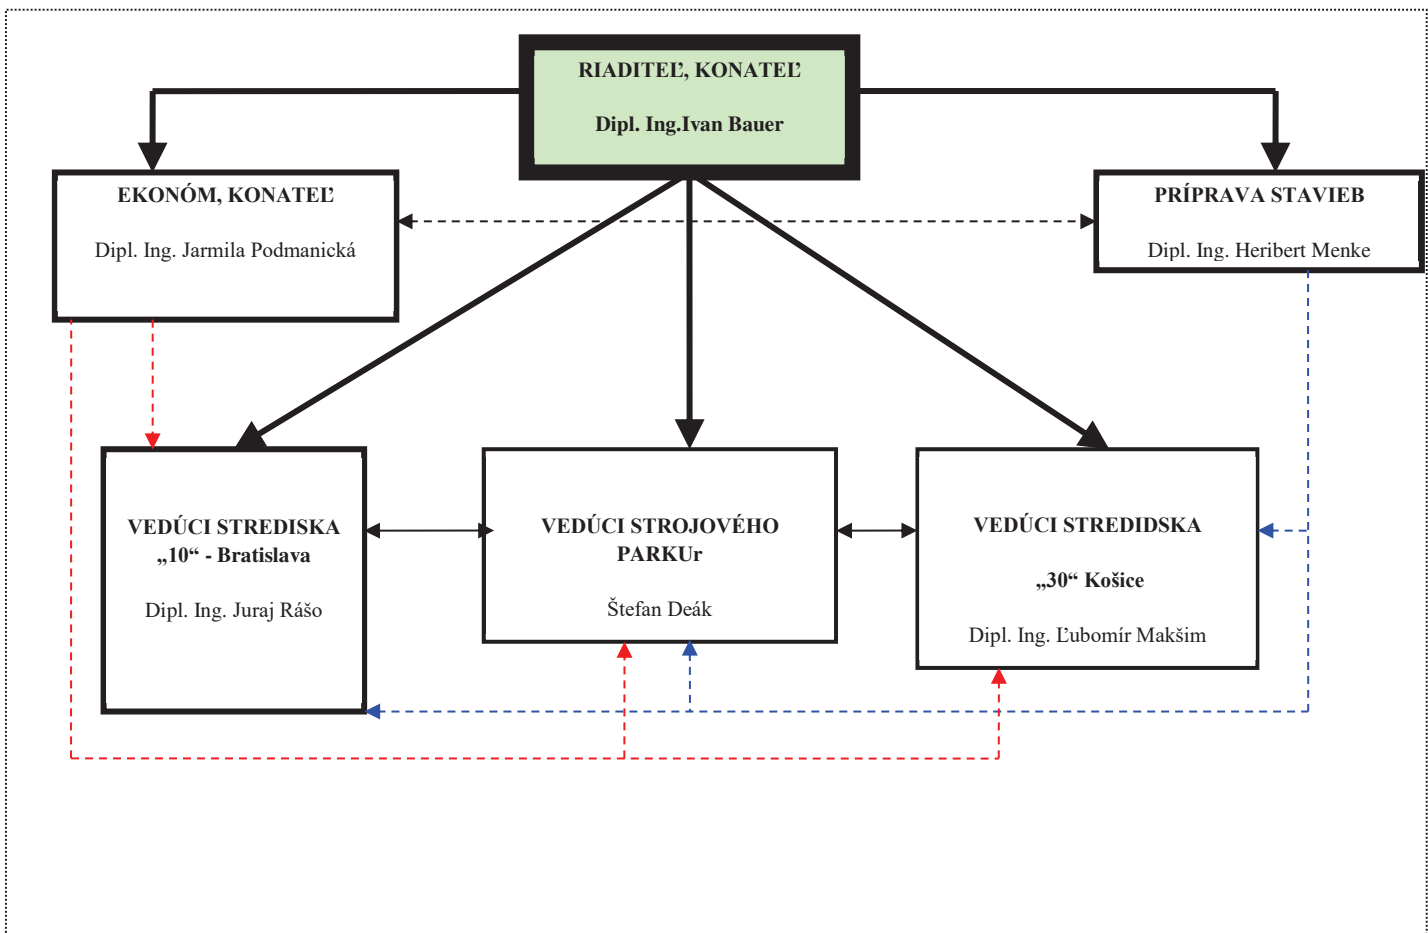 RIADITEĽ, KONATEĽ
Dipl. Ing.Ivan Bauer
EKONÓM, KONATEĽ
Dipl. Ing. Jarmila Podmanická
PRÍPRAVA STAVIEB
Dipl. Ing. Heribert Menke
VEDÚCI STREDISKA
„10“ - Bratislava
Dipl. Ing. Juraj Rášo
VEDÚCI STROJOVÉHO
PARKUr
Štefan Deák
VEDÚCI STREDIDSKA
„30“ Košice
Dipl. Ing. Ľubomír Makšim